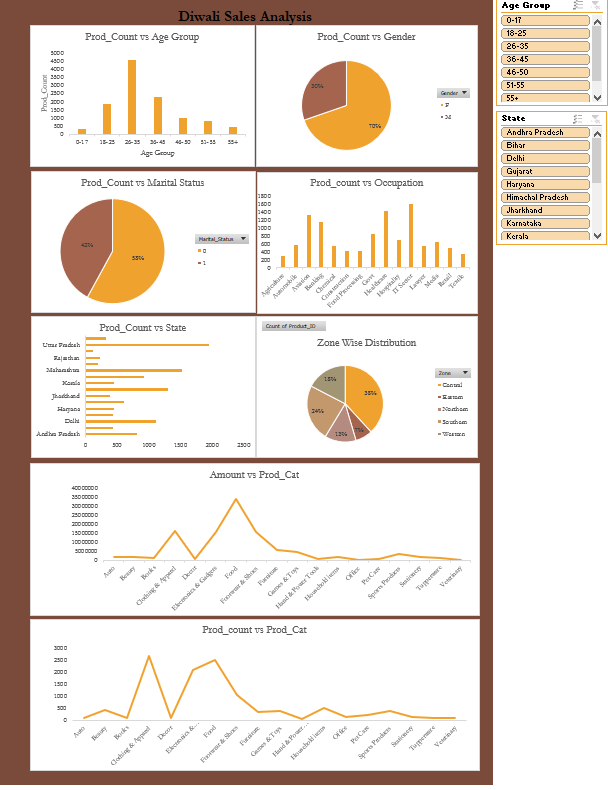 Diwali Sales Analysis
Prod_Count vs Age Group
Prod_Count
5000
4500
4000
3500
3000
2500
2000
1500
1000
500
0
0-17 18-25 26-35 36-45 46-50 51-55 55+
Age Group
Prod_Count vs Gender
30%
70%
Gender
F
M
Prod_Count vs Marital Status
42%
58%
Marital_Status
0
1
Prod_count vs Occupation
1800
1600
1400
1200
1000
800
600
400
200
0
Agriculture Automobile Aviation Banking Chemical Construction Food Processing Govt Healthcare Hospitality IT Sector Lawyer Media Retail Textile
Prod_Count vs State
Uttar Pradesh
Rajasthan
Maharashtra
Kerala
Jharkhand
Haryana
Delhi
Andhra Pradesh
0 500 1000 1500 2000 2500
Count of Product_ID
Zone Wise Distribution
15%
38%
24%
13%
7%
Zone
Central
Eastern
Northern
Southern
Western
Amount vs Prod_Cat
40000000
35000000
30000000
25000000
20000000
15000000
10000000
5000000
0
Auto Beauty Books Clothing & Apparel Decor Electronics & Gadgets Food Footwear & Shoes Furniture Games & Toys Hand & Power Tools Household items Office Pet Care Sports Products Stationery Tupperware Veterinary
Prod_count vs Prod_Cat
3000
2500
2000
1500
1000
500
0
Auto Beauty Books Clothing & Apparel Decor Electronics &... Food Footwear & Shoes Furniture Games & Toys Hand & Power... Household items Office Pet Care Sports Products Stationery Tupperware Veterinary
Age Group
0-17
18-25
26-35
36-45
46-50
51-55
55+
State
Andhra Pradesh
Bihar
Delhi
Gujarat
Haryana
Himachal Pradesh
Jharkhand
Karnataka
Kerala